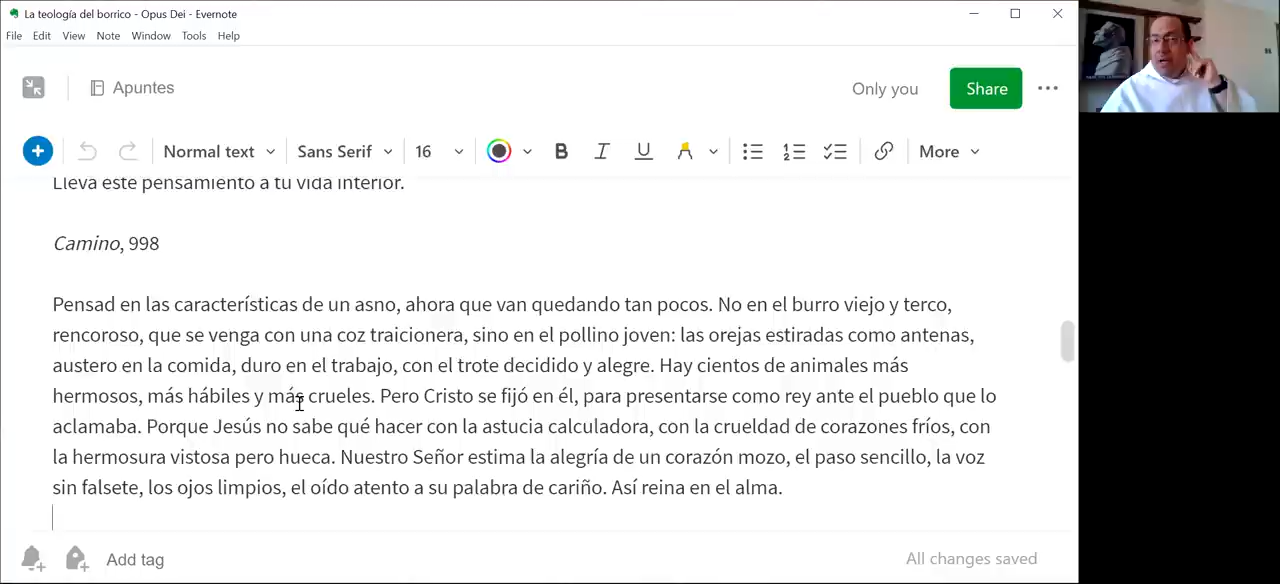 La teología del borrico - Opus Dei - Evernote
File Edit View Note Window Tools Help
Apuntes
Only you
Share
Normal text
Sans Serif
16
B I U
More
Lleva este pensamiento a tu vida interior.
Camino, 998
Pensad en las características de un asno, ahora que van quedando tan pocos. No en el burro viejo y terco,
rencoroso, que se venga con una coz traicionera, sino en el pollino joven: las orejas estiradas como antenas,
austero en la comida, duro en el trabajo, con el trote decidido y alegre. Hay cientos de animales más
hermosos, más hábiles y más crueles. Pero Cristo se fijó en él, para presentarse como rey ante el pueblo que lo
aclamaba. Porque Jesús no sabe qué hacer con la astucia calculadora, con la crueldad de corazones fríos, con
la hermosura vistosa pero hueca. Nuestro Señor estima la alegría de un corazón mozo, el paso sencillo, la voz
sin falsete, los ojos limpios, el oído atento a su palabra de cariño. Así reina en el alma.
Add tag
All changes saved